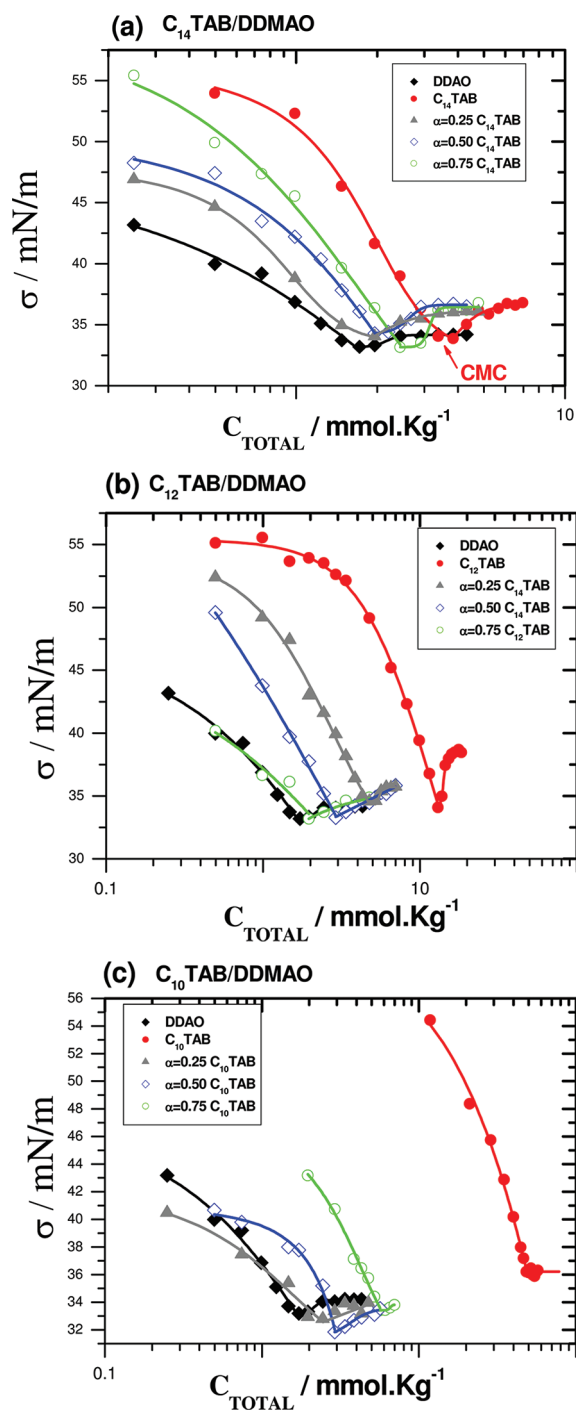 (a) C14TAB/DDMAO
σ / mN/m
55
50
45
40
35
30
DDAO
C14TAB
α=0.25 C14TAB
α=0.50 C14TAB
α=0.75 C14TAB
CMC
10
CTOTAL / mmol.Kg-1
(b) C12TAB/DDMAO
σ / mN/m
55
50
45
40
35
30
DDAO
C12TAB
α=0.25 C14TAB
α=0.50 C14TAB
α=0.75 C12TAB
0.1 1 10
CTOTAL / mmol.Kg-1
(c) C10TAB/DDMAO
σ / mN/m
56
54
52
50
48
46
44
42
40
38
36
34
32
DDAO
C10TAB
α=0.25 C10TAB
α=0.50 C10TAB
α=0.75 C10TAB
0.1 1 10 100
CTOTAL / mmol.Kg-1